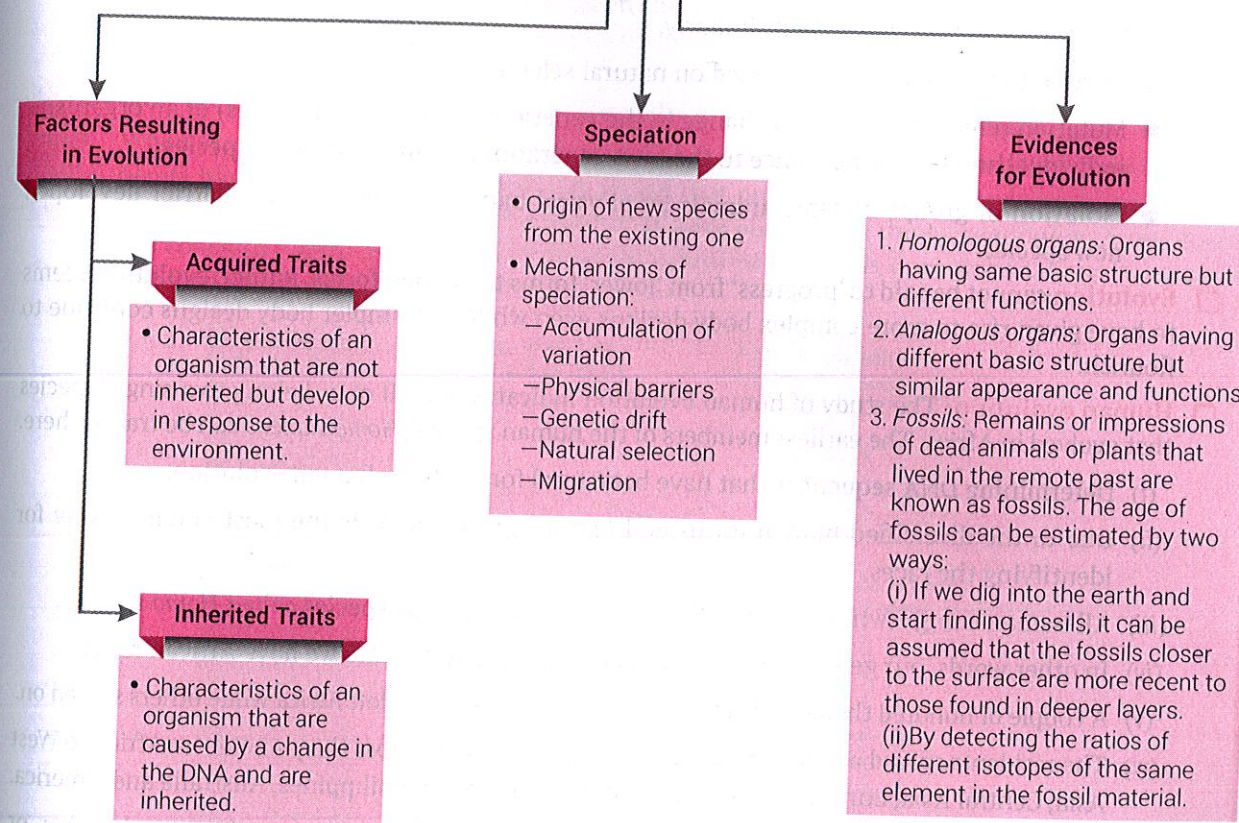 Factors Resulting
in Evolution
Acquired Traits
• Characteristics of an
organism that are not
inherited but develop
in response to the
environment.
Inherited Traits
• Characteristics of an
organism that are
caused by a change in
the DNA and are
inherited.
Speciation
• Origin of new species
from the existing one
• Mechanisms of
speciation:
—Accumulation of
variation
—Physical barriers
—Genetic drift
—Natural selection
—Migration
Evidences
for Evolution
1. Homologous organs: Organs
having same basic structure but
different functions.
2. Analogous organs: Organs having
different basic structure but
similar appearance and functions
3. Fossils: Remains or impressions
of dead animals or plants that
lived in the remote past are
known as fossils. The age of
fossils can be estimated by two
ways:
(i) If we dig into the earth and
start finding fossils, it can be
assumed that the fossils closer
to the surface are more recent to
those found in deeper layers.
(ii)By detecting the ratios of
different isotopes of the same
element in the fossil material.